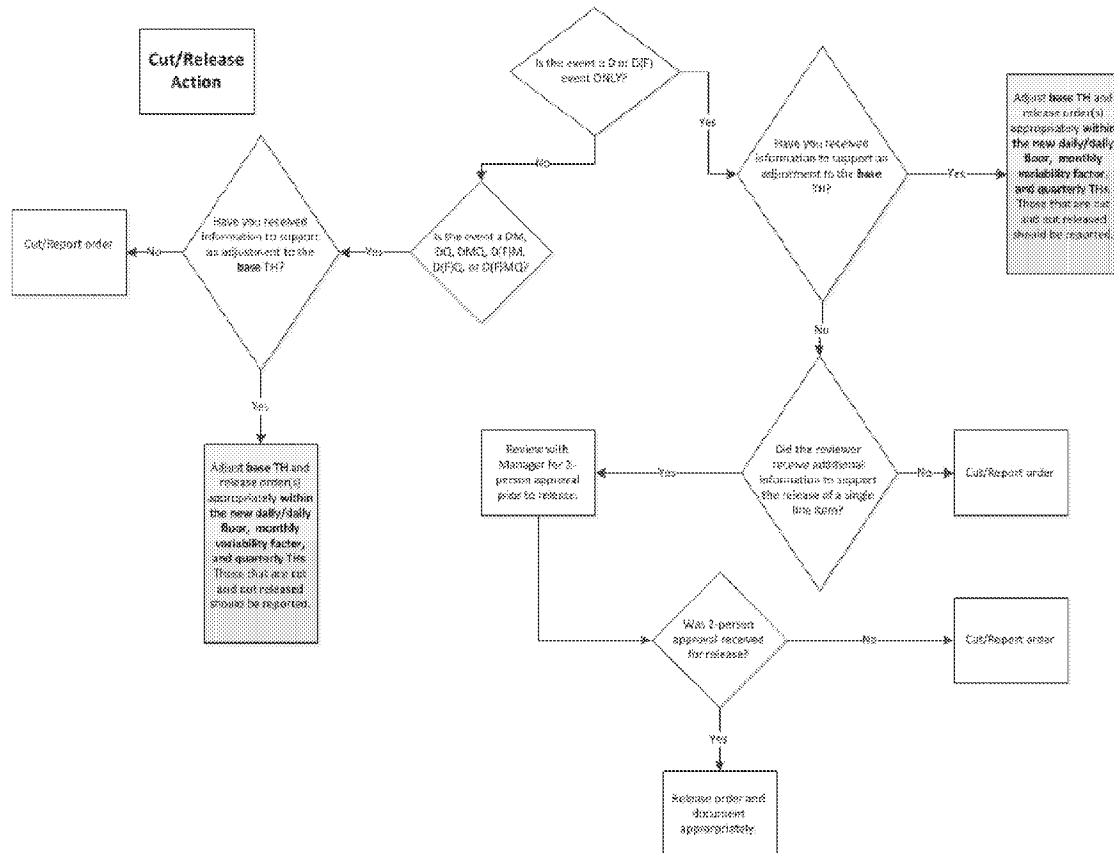 Cut/Release
Action
Is the event a D or D(F)
event ONLY?
Yes
No
Have you received
information to support an
adjustment to the base
TH?
Yes
Adjust base TH and
release order(s)
appropriately within
the new daily/daily
floor, monthly
variability factor,
and quarterly THs.
Those that are cut
and not released
should be reported.
Is the event a DM,
DQ, DMQ, D(F)M,
D(F)Q, or D(F)MQ?
Yes
Have you received
information to support
an adjustment to the
base TH?
No
Cut/Report order
Yes
Adjust base TH and
release order(s)
appropriately within
the new daily/daily
floor, monthly
variability factor,
and quarterly THs.
Those that are cut
and not released
should be reported.
No
Did the reviewer
receive additional
information to support
the release of a single
line item?
No
Cut/Report order
Yes
Review with
Manager for 2-
person approval
prior to release.
Was 2-person
approval received
for release?
No
Cut/Report order
Yes
Release order and
document
appropriately.